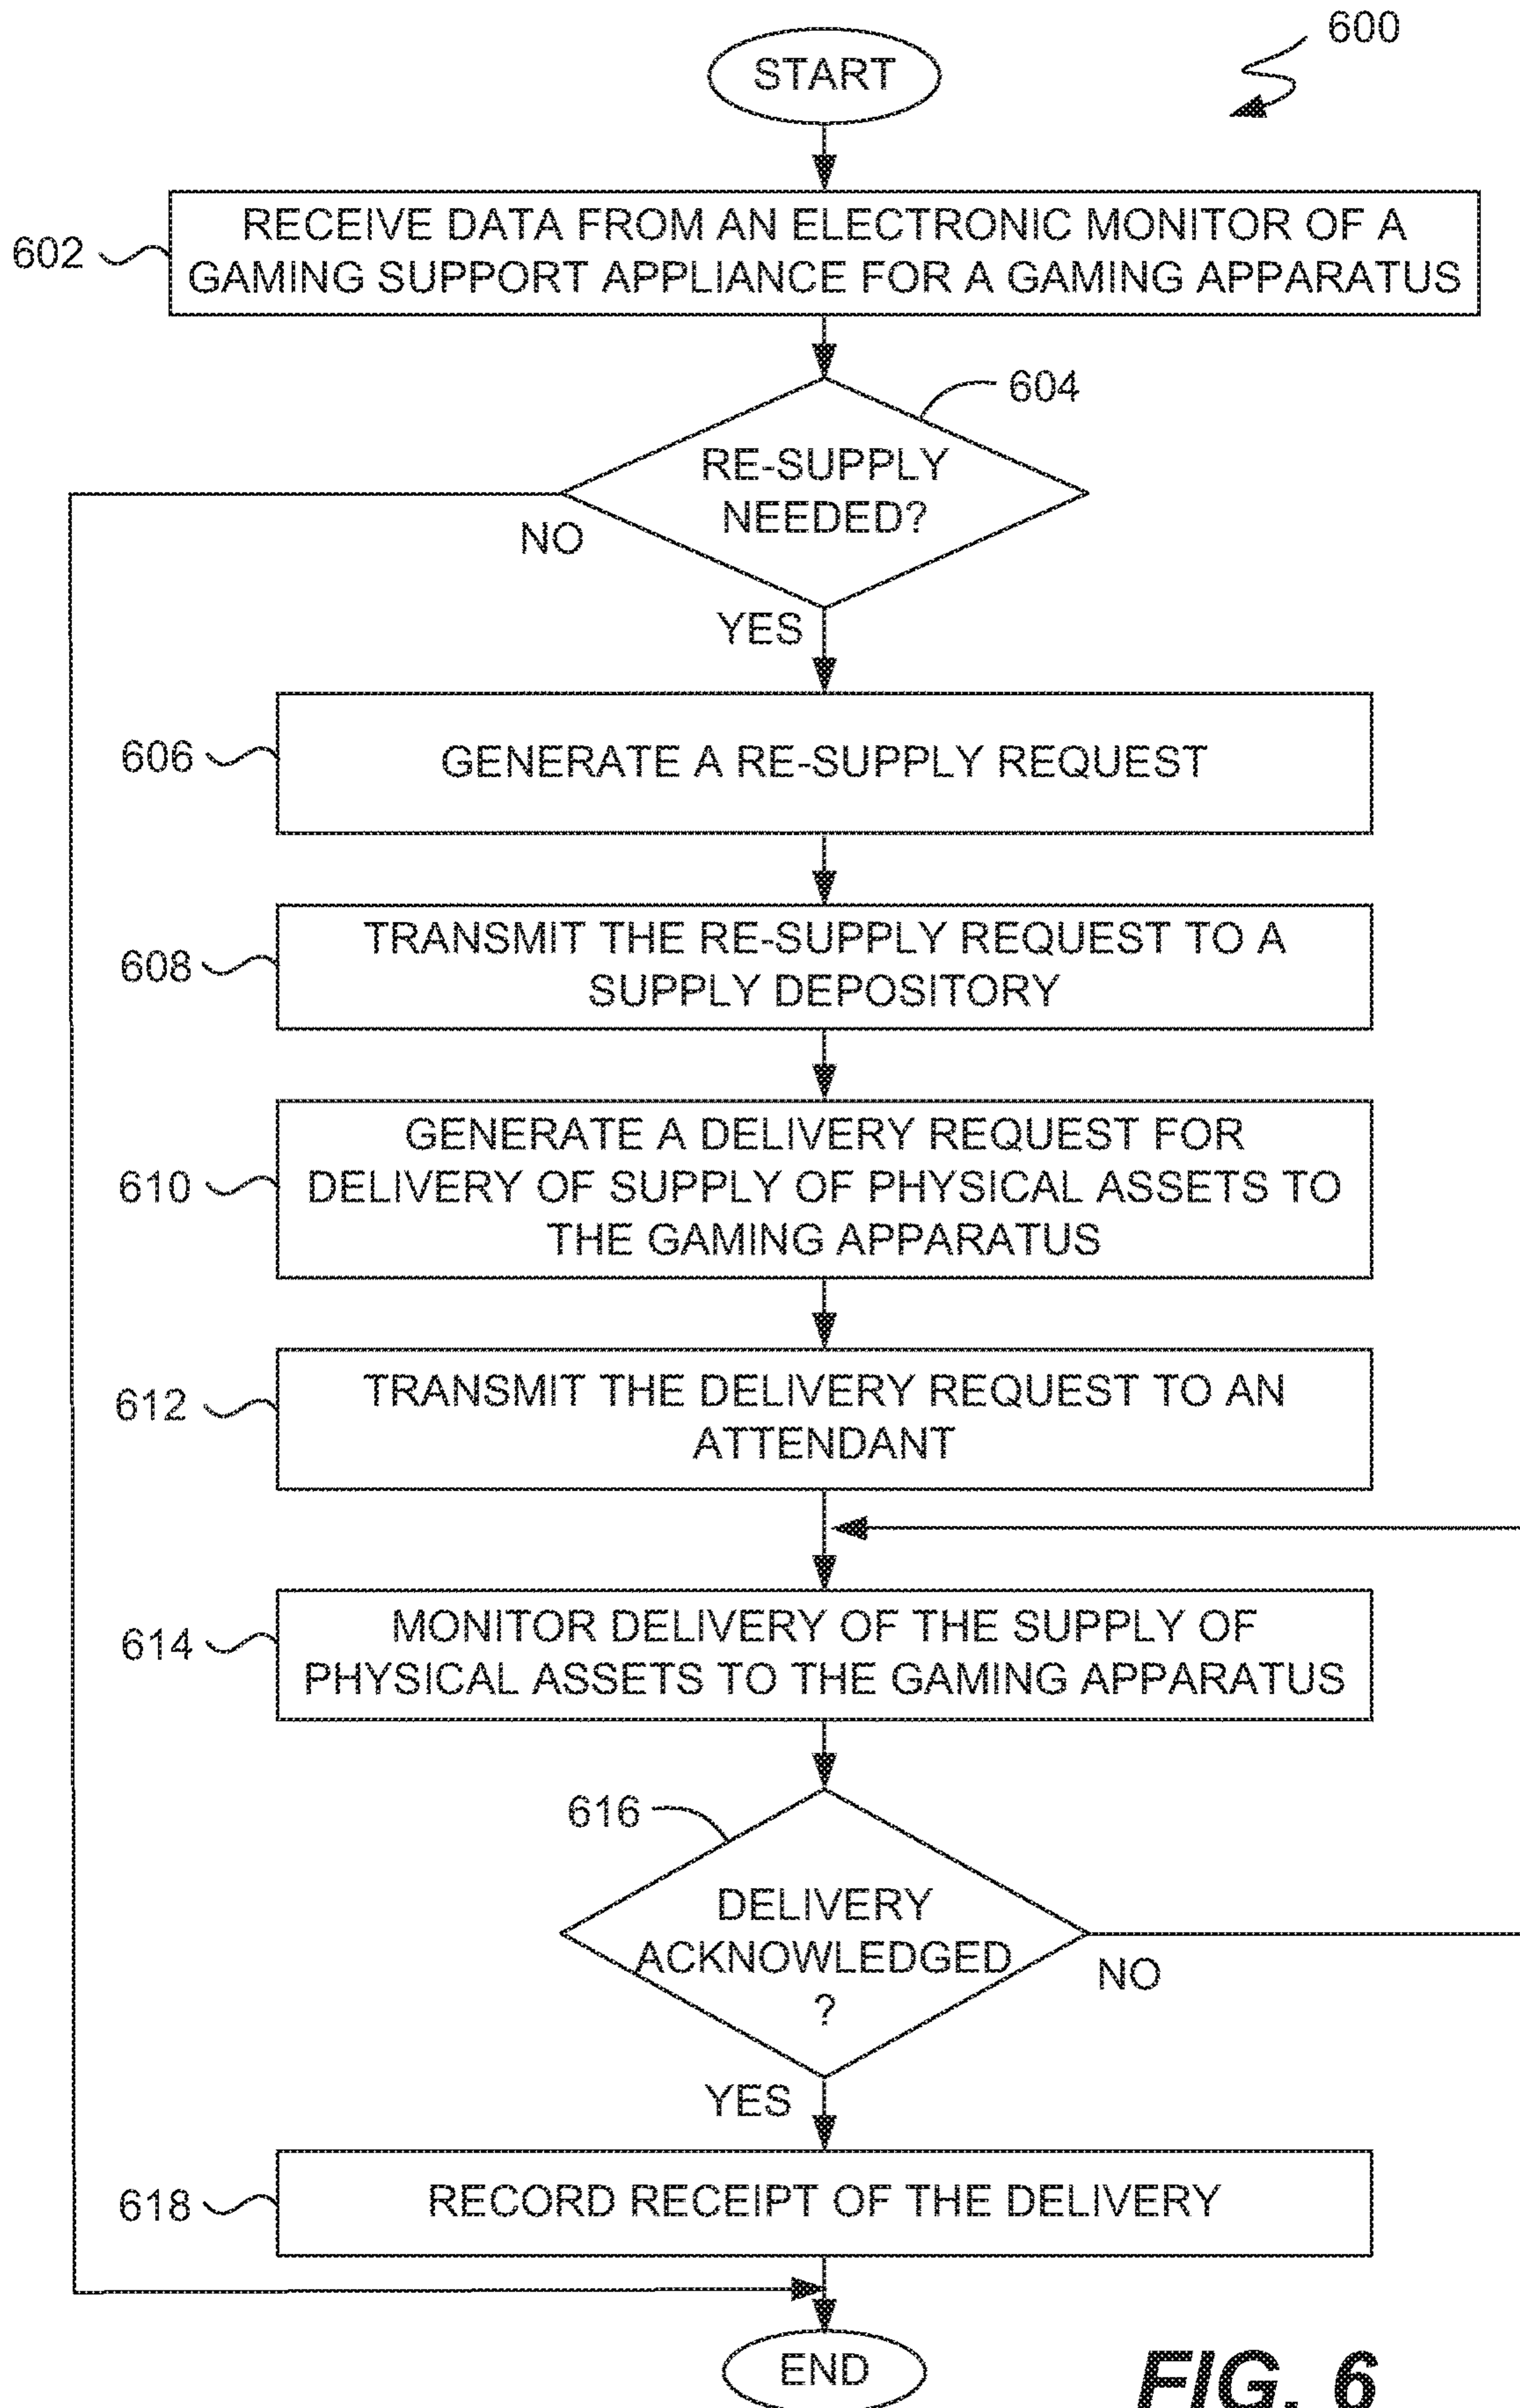 600
START
602
RECEIVE DATA FROM AN ELECTRONIC MONITOR OF A
GAMING SUPPORT APPLIANCE FOR A GAMING APPARATUS
604
RE-SUPPLY
NEEDED?
NO
YES
606
GENERATE A RE-SUPPLY REQUEST
608
TRANSMIT THE RE-SUPPLY REQUEST TO A
SUPPLY DEPOSITORY
610
GENERATE A DELIVERY REQUEST FOR
DELIVERY OF SUPPLY OF PHYSICAL ASSETS TO
THE GAMING APPARATUS
612
TRANSMIT THE DELIVERY REQUEST TO AN
ATTENDANT
614
MONITOR DELIVERY OF THE SUPPLY OF
PHYSICAL ASSETS TO THE GAMING APPARATUS
616
DELIVERY
ACKNOWLEDGED
?
NO
YES
618
RECORD RECEIPT OF THE DELIVERY
END
FIG. 6